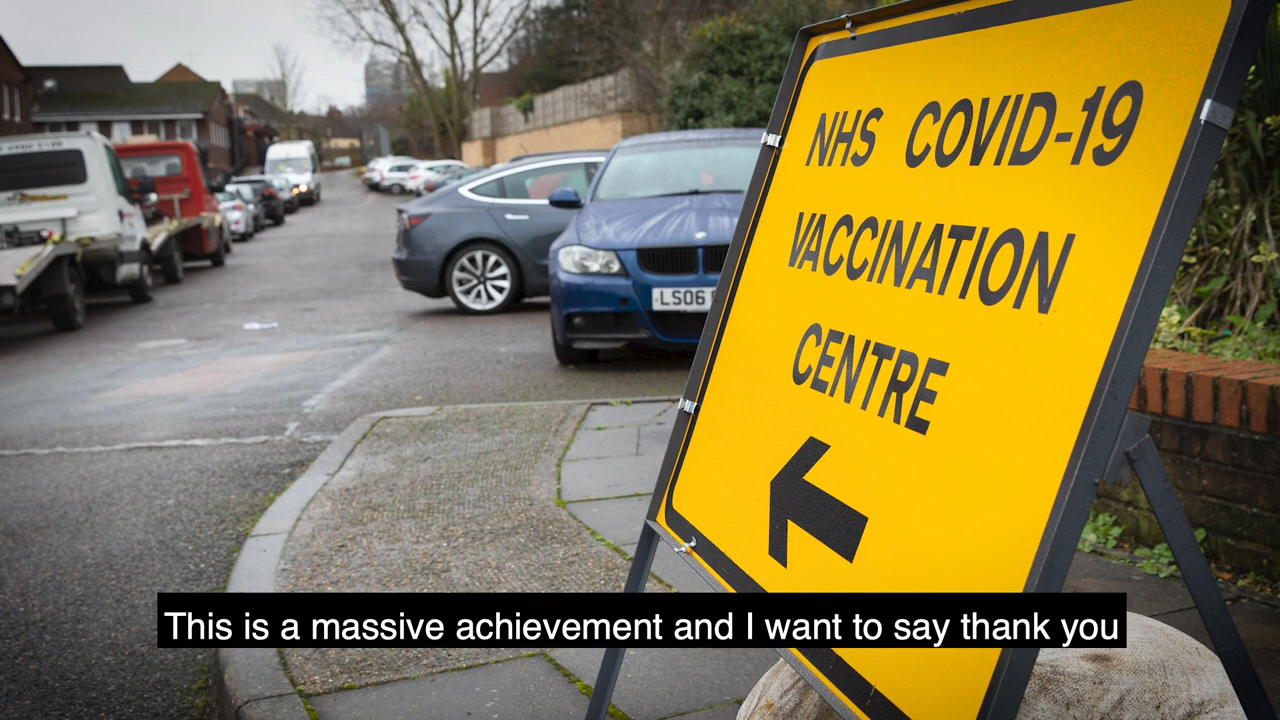 NHS COVID-19
VACCINATION
CENTRE
LS06
This is a massive achievement and I want to say thank you